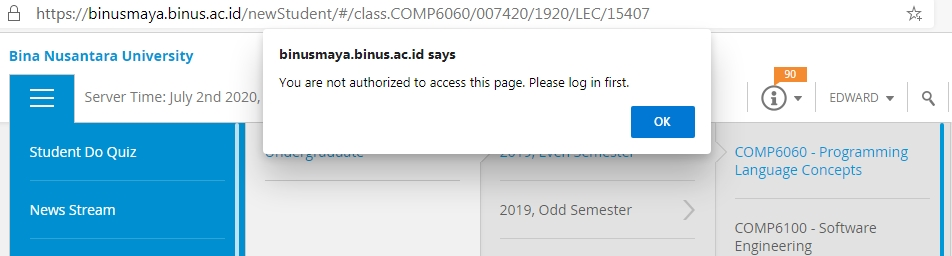 https://binusmaya.binus.ac.id/newStudent/#/class.COMP6060/007420/1920/LEC/15407
binusmaya.binus.ac.id says
You are not authorized to access this page. Please log in first.
OK
Bina Nusantara University
Server Time: July 2nd 2020,
90
EDWARD
Student Do Quiz
News Stream
Undergraduate
2019, Even Semester
2019, Odd Semester
COMP6060 - Programming
Language Concepts
COMP6100 - Software
Engineering